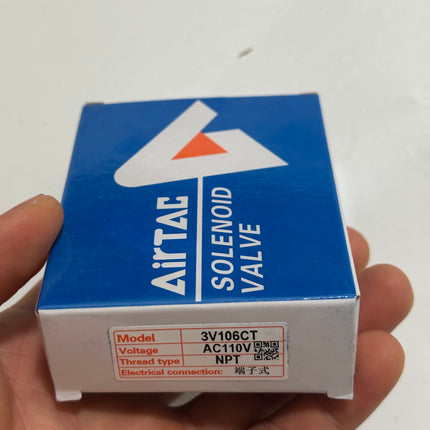 AirTAC
SOLENOID
VALVE
Model 3V106CT
Voltage AC110V
Thread type NPT
Electrical connection: 端子式